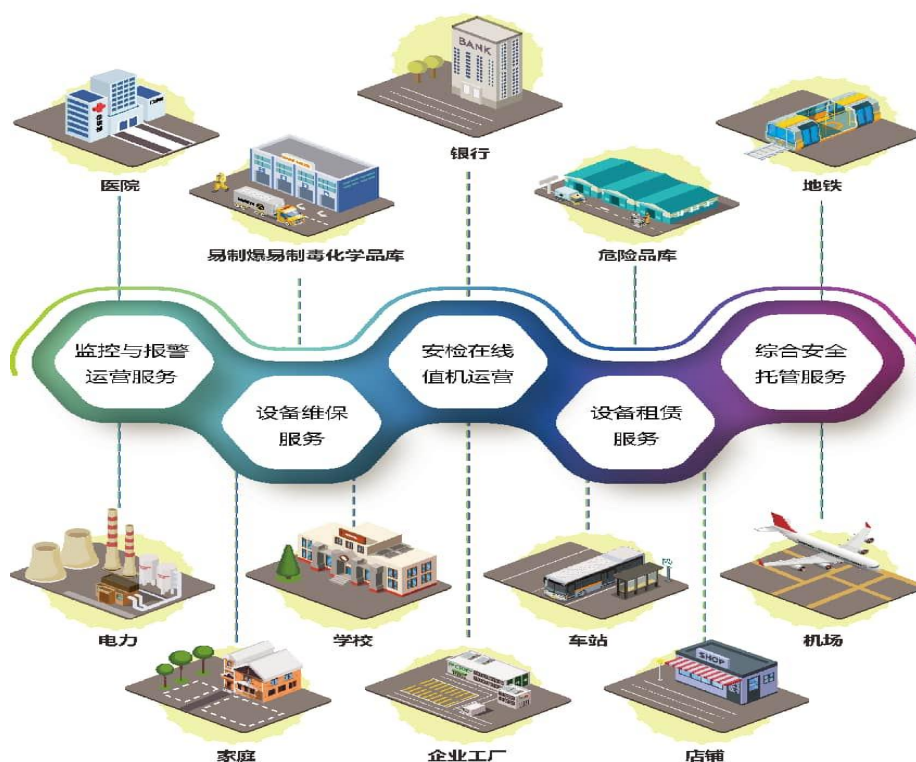 BANK
银行
医院
地铁
易制爆易制毒化学品库
危险品库
监控与报警
运营服务
设备维保
服务
安检在线
值机运营
设备租赁
服务
综合安全
托管服务
电力
学校
车站
机场
SHOP
家庭
企业工厂
店铺